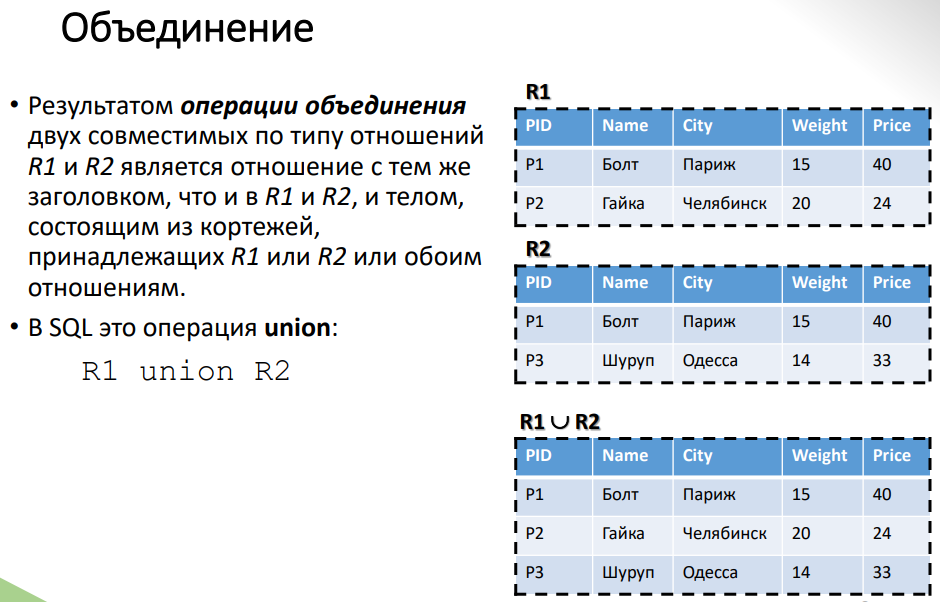 Объединение
• Результатом операции объединения
двух совместимых по типу отношений
R1 и R2 является отношение с тем же
заголовком, что и в R1 и R2, и телом,
состоящим из кортежей,
принадлежащих R1 или R2 или обоим
отношениям.
• В SQL это операция union:
R1 union R2
R1
PID Name City Weight Price
P1 Болт Париж 15 40
P2 Гайка Челябинск 20 24
R2
PID Name City Weight Price
P1 Болт Париж 15 40
P3 Шуруп Одесса 14 33
R1 ∪ R2
PID Name City Weight Price
P1 Болт Париж 15 40
P2 Гайка Челябинск 20 24
P3 Шуруп Одесса 14 33